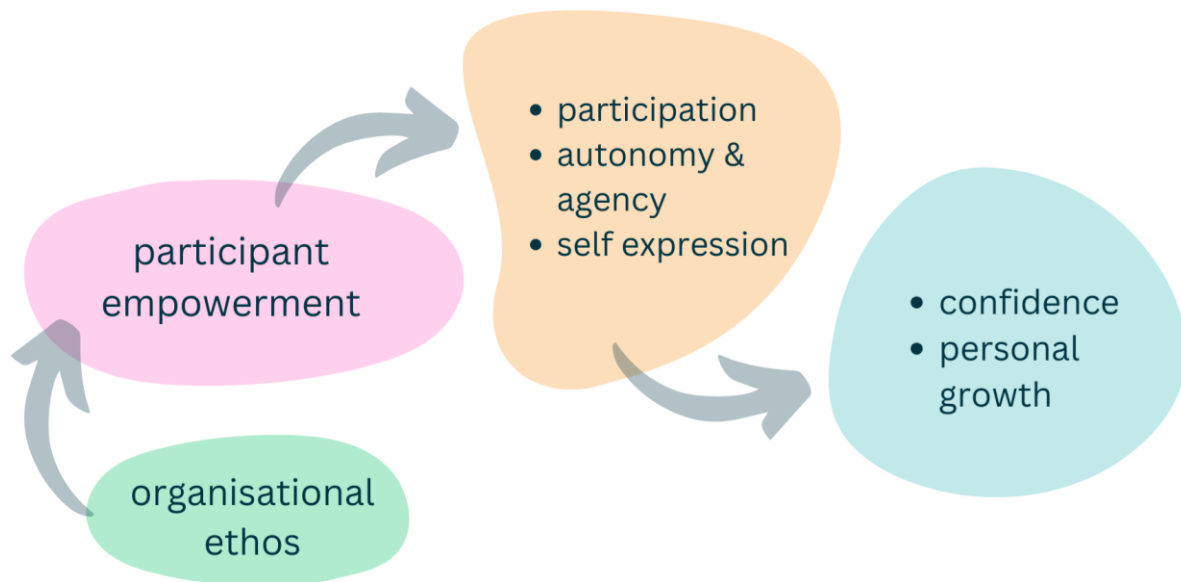 participant
empowerment
organisational
ethos
• participation
• autonomy &
agency
• self expression
• confidence
• personal
growth